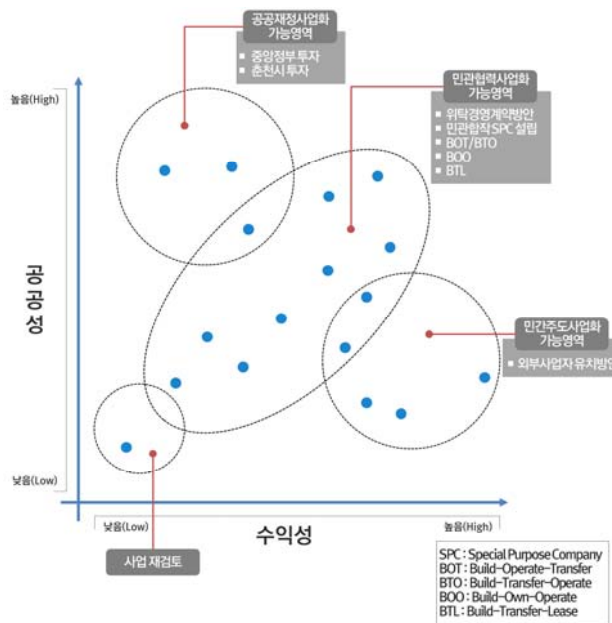 공공재정사업화
가능영역
중앙정부 투자
춘천시 투자
민관협력사업화
가능영역
위탁경영계약방안
민관합작 SPC 설립
BOT/BTO
BOO
BTL
높음(High)
공공성
민간주도사업화
가능영역
외부사업자 유치방안
낮음(Low)
낮음(Low)
수익성
높음(High)
사업 재검토
SPC : Special Purpose Company
BOT : Build-Operate-Transfer
BTO : Build-Transfer-Operate
BOO : Build-Own-Operate
BTL : Build-Transfer-Lease